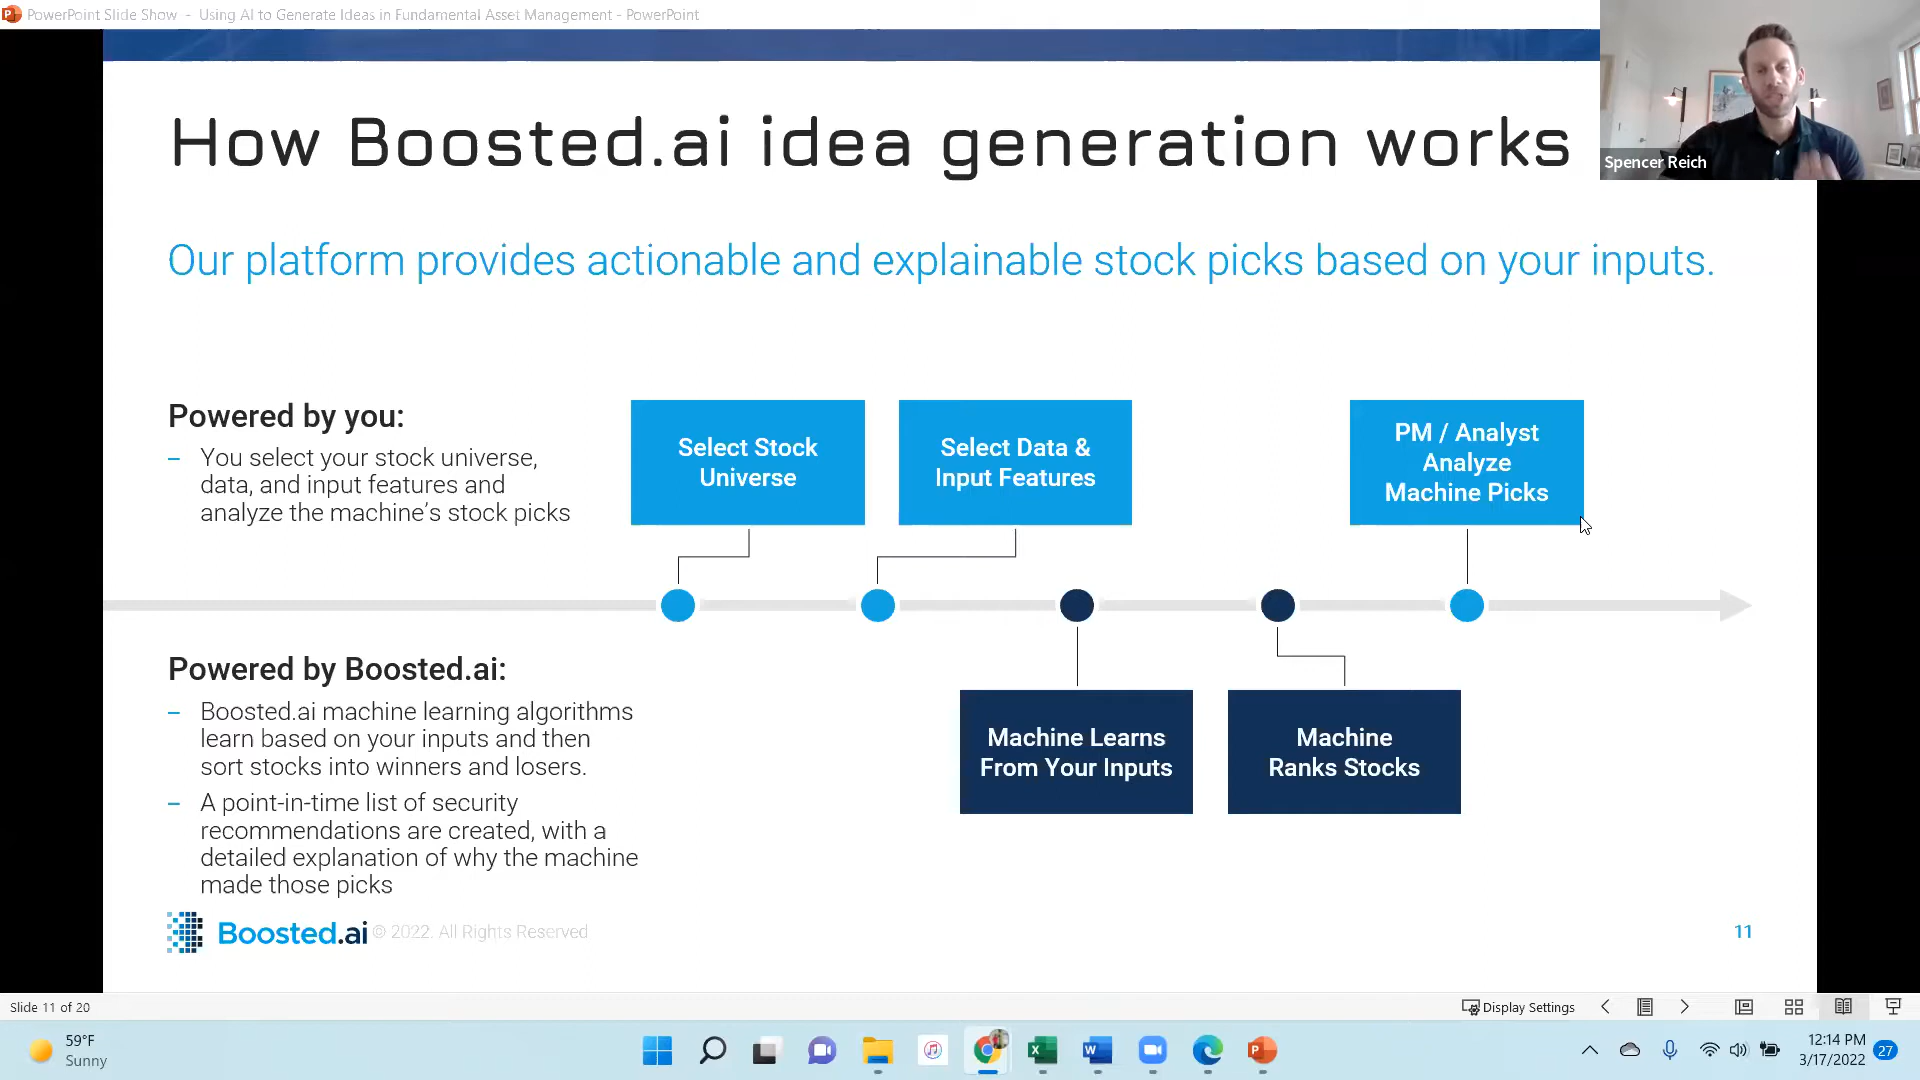 PowerPoint Slide Show - Using AI to Generate Ideas in Fundamental Asset Management - PowerPoint
Spencer Reich
How Boosted.ai idea generation works
Our platform provides actionable and explainable stock picks based on your inputs.
Powered by you:
– You select your stock universe,
data, and input features and
analyze the machine's stock picks
Select Stock
Universe
Select Data &
Input Features
PM / Analyst
Analyze
Machine Picks
Powered by Boosted.ai:
– Boosted.ai machine learning algorithms
learn based on your inputs and then
sort stocks into winners and losers.
– A point-in-time list of security
recommendations are created, with a
detailed explanation of why the machine
made those picks
Machine Learns
From Your Inputs
Machine
Ranks Stocks
Boosted.ai © 2022. All Rights Reserved
11
Slide 11 of 20
Display Settings
59°F
Sunny
12:14 PM
3/17/2022
27